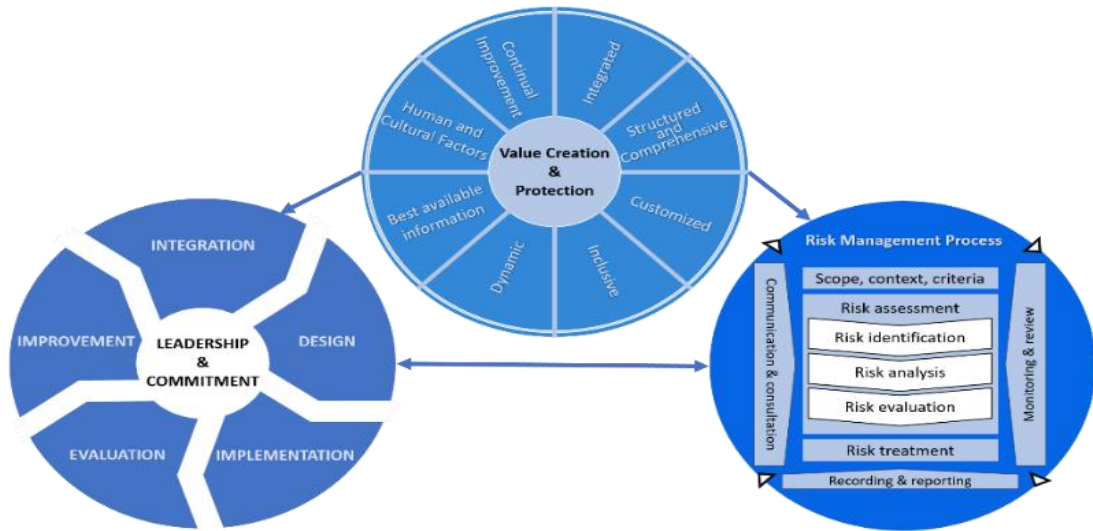 Continual
Improvement
Integrated
Human and
Cultural Factors
Structured
and
Comprehensive
Value Creation
&
Protection
Best available
information
Customized
Dynamic
Inclusive
INTEGRATION
IMPROVEMENT
DESIGN
LEADERSHIP
&
COMMITMENT
EVALUATION
IMPLEMENTATION
Risk Management Process
Scope, context, criteria
Risk assessment
Risk identification
Risk analysis
Risk evaluation
Risk treatment
Communication & consultation
Monitoring & review
Recording & reporting